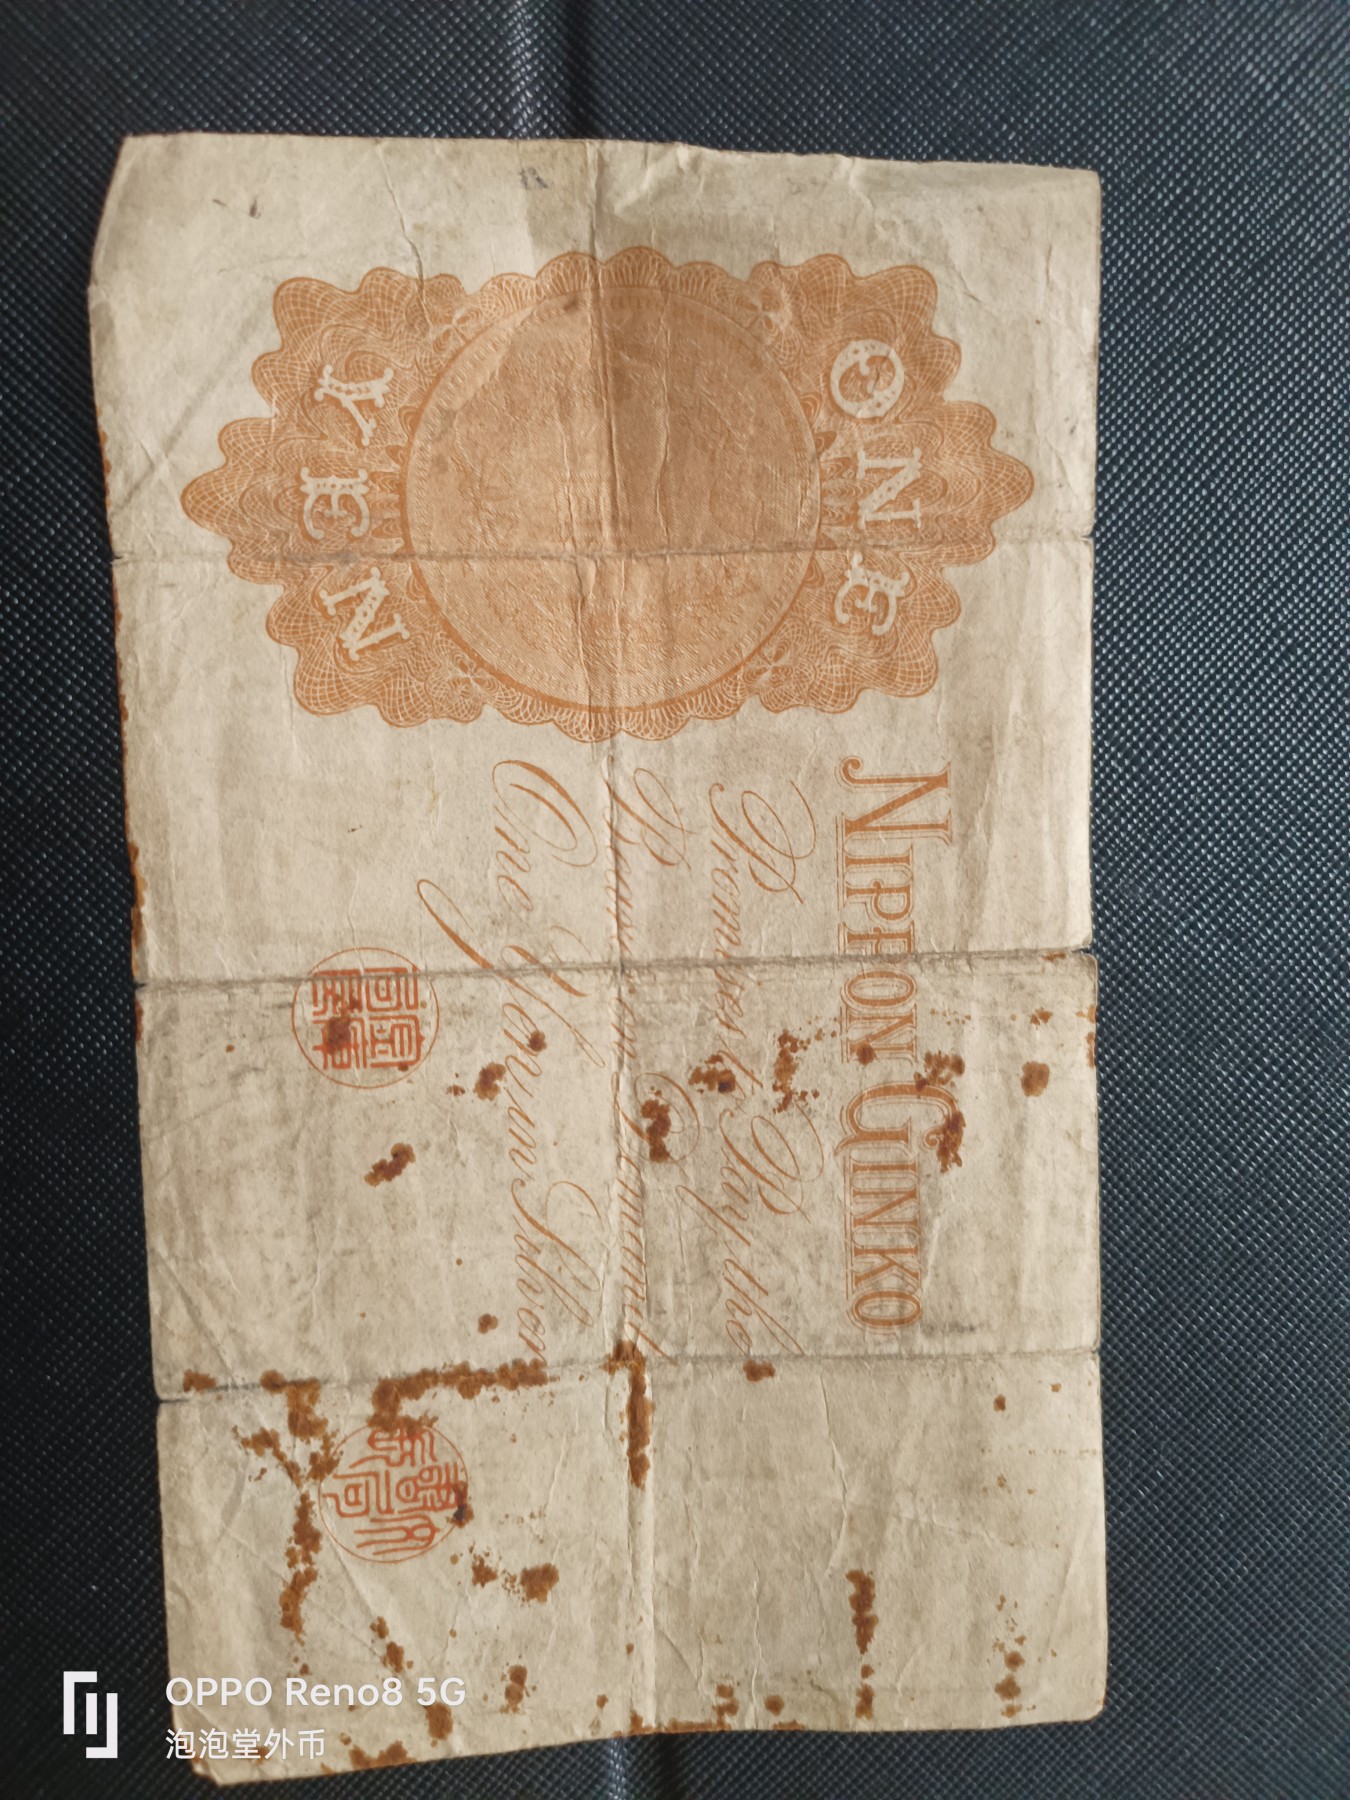 ONE
YEN
NIPPON GINKO
Promises to Pay the
Bearer on Demand
One Yen in Silver
OPPO Reno8 5G
泡泡堂外币